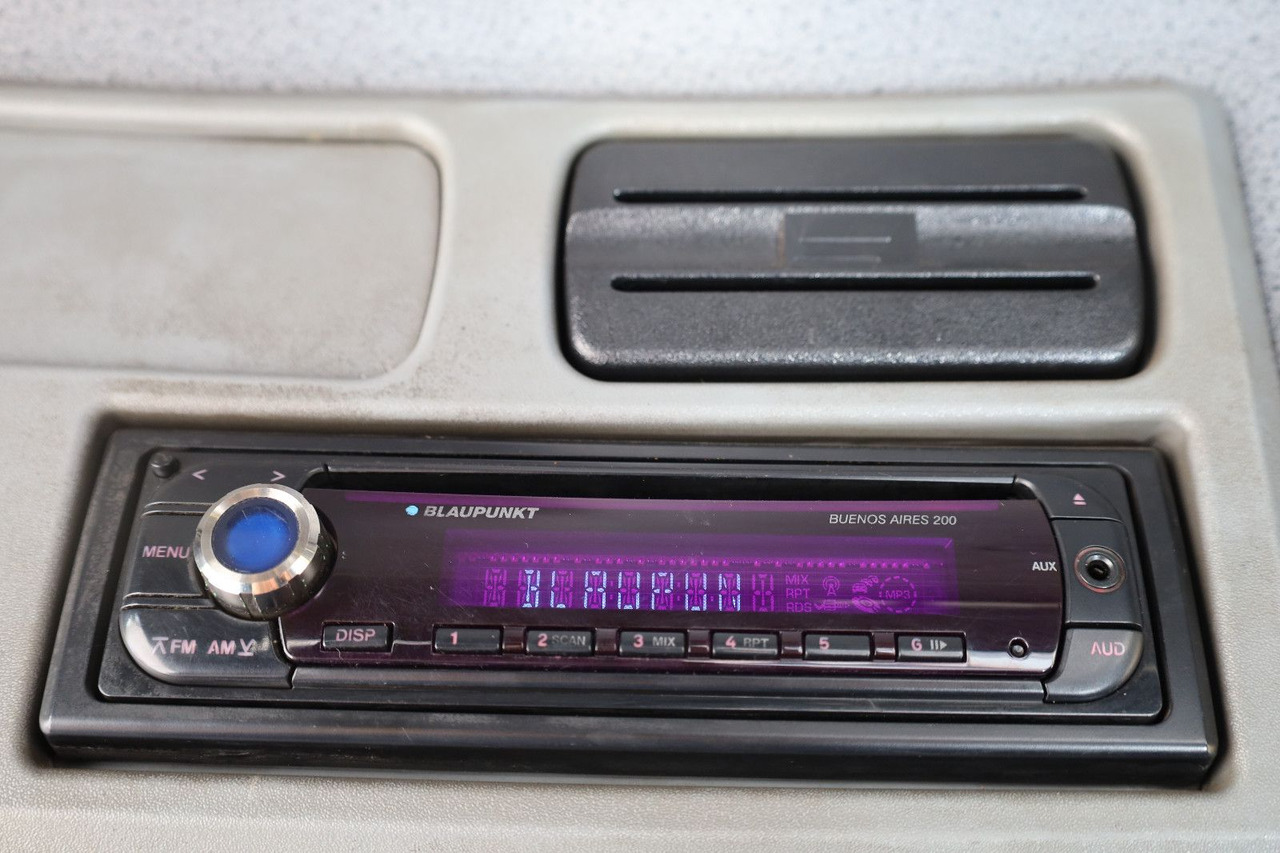 < >
BLAUPUNKT
BUENOS AIRES 200
MENU
AUX
BLAUPUN
MIX
RPT
RDS
MP3
FM AM
DISP
1
2 SCAN
3 MIX
4 RPT
5
6
AUD